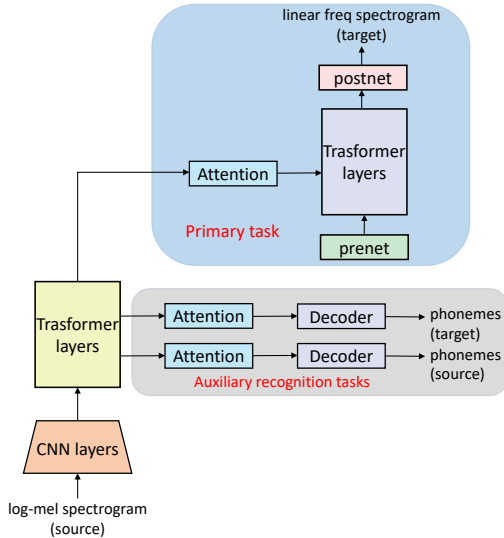 linear freq spectrogram
(target)
postnet
Trasformer
layers
Attention
Primary task
prenet
Trasformer
layers
Attention
Decoder
phonemes
(target)
Attention
Decoder
phonemes
(source)
Auxiliary recognition tasks
CNN layers
log-mel spectrogram
(source)